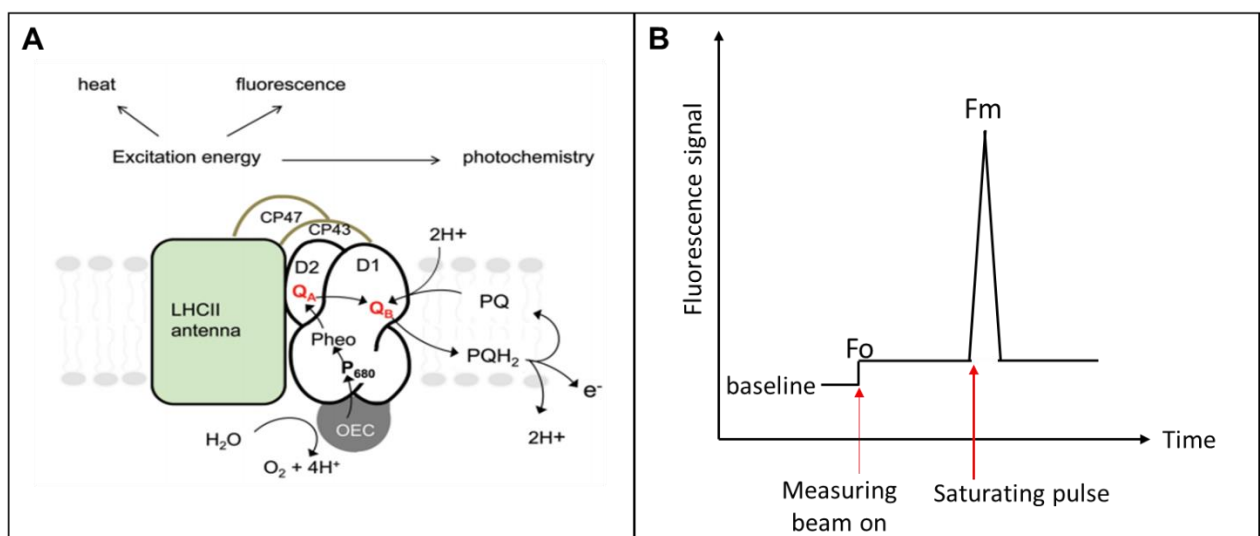 A
heat
fluorescence
Excitation energy
photochemistry
CP47
CP43
2H+
D2
D1
QA
QB
PQ
LHCII
antenna
Pheo
PQH2
P680
e-
OEC
H2O
2H+
O2 + 4H+
B
Fluorescence signal
Fm
Fo
baseline
Time
Measuring
beam on
Saturating pulse